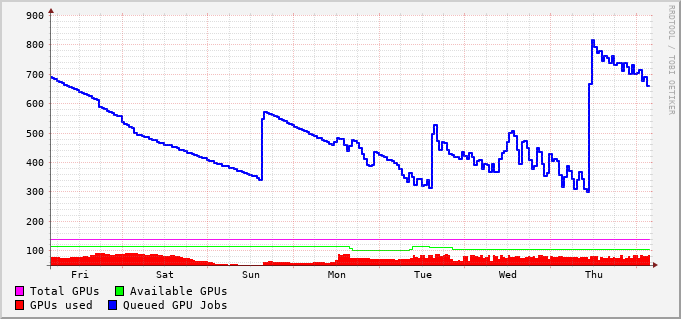 900
800
700
600
500
400
300
200
100
Fri Sat Sun Mon Tue Wed Thu
Total GPUs Available GPUs
GPUs used Queued GPU Jobs
RRDTOOL / TOBI OETIKER